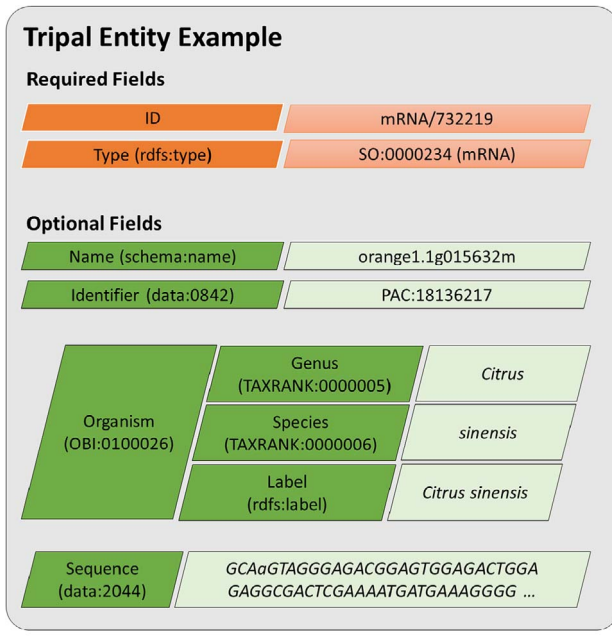 Tripal Entity Example
Required Fields
ID
mRNA/732219
Type (rdfs:type)
SO:0000234 (mRNA)
Optional Fields
Name (schema:name)
orange1.1g015632m
Identifier (data:0842)
PAC:18136217
Organism
(OBI:0100026)
Genus
(TAXRANK:0000005)
Citrus
Species
(TAXRANK:0000006)
sinensis
Label
(rdfs:label)
Citrus sinensis
Sequence
(data:2044)
GCAaGTAGGGAGACGGAGTGGAGACTGGA
GAGGCGACTCGAAAATGATGAAAGGGG ...